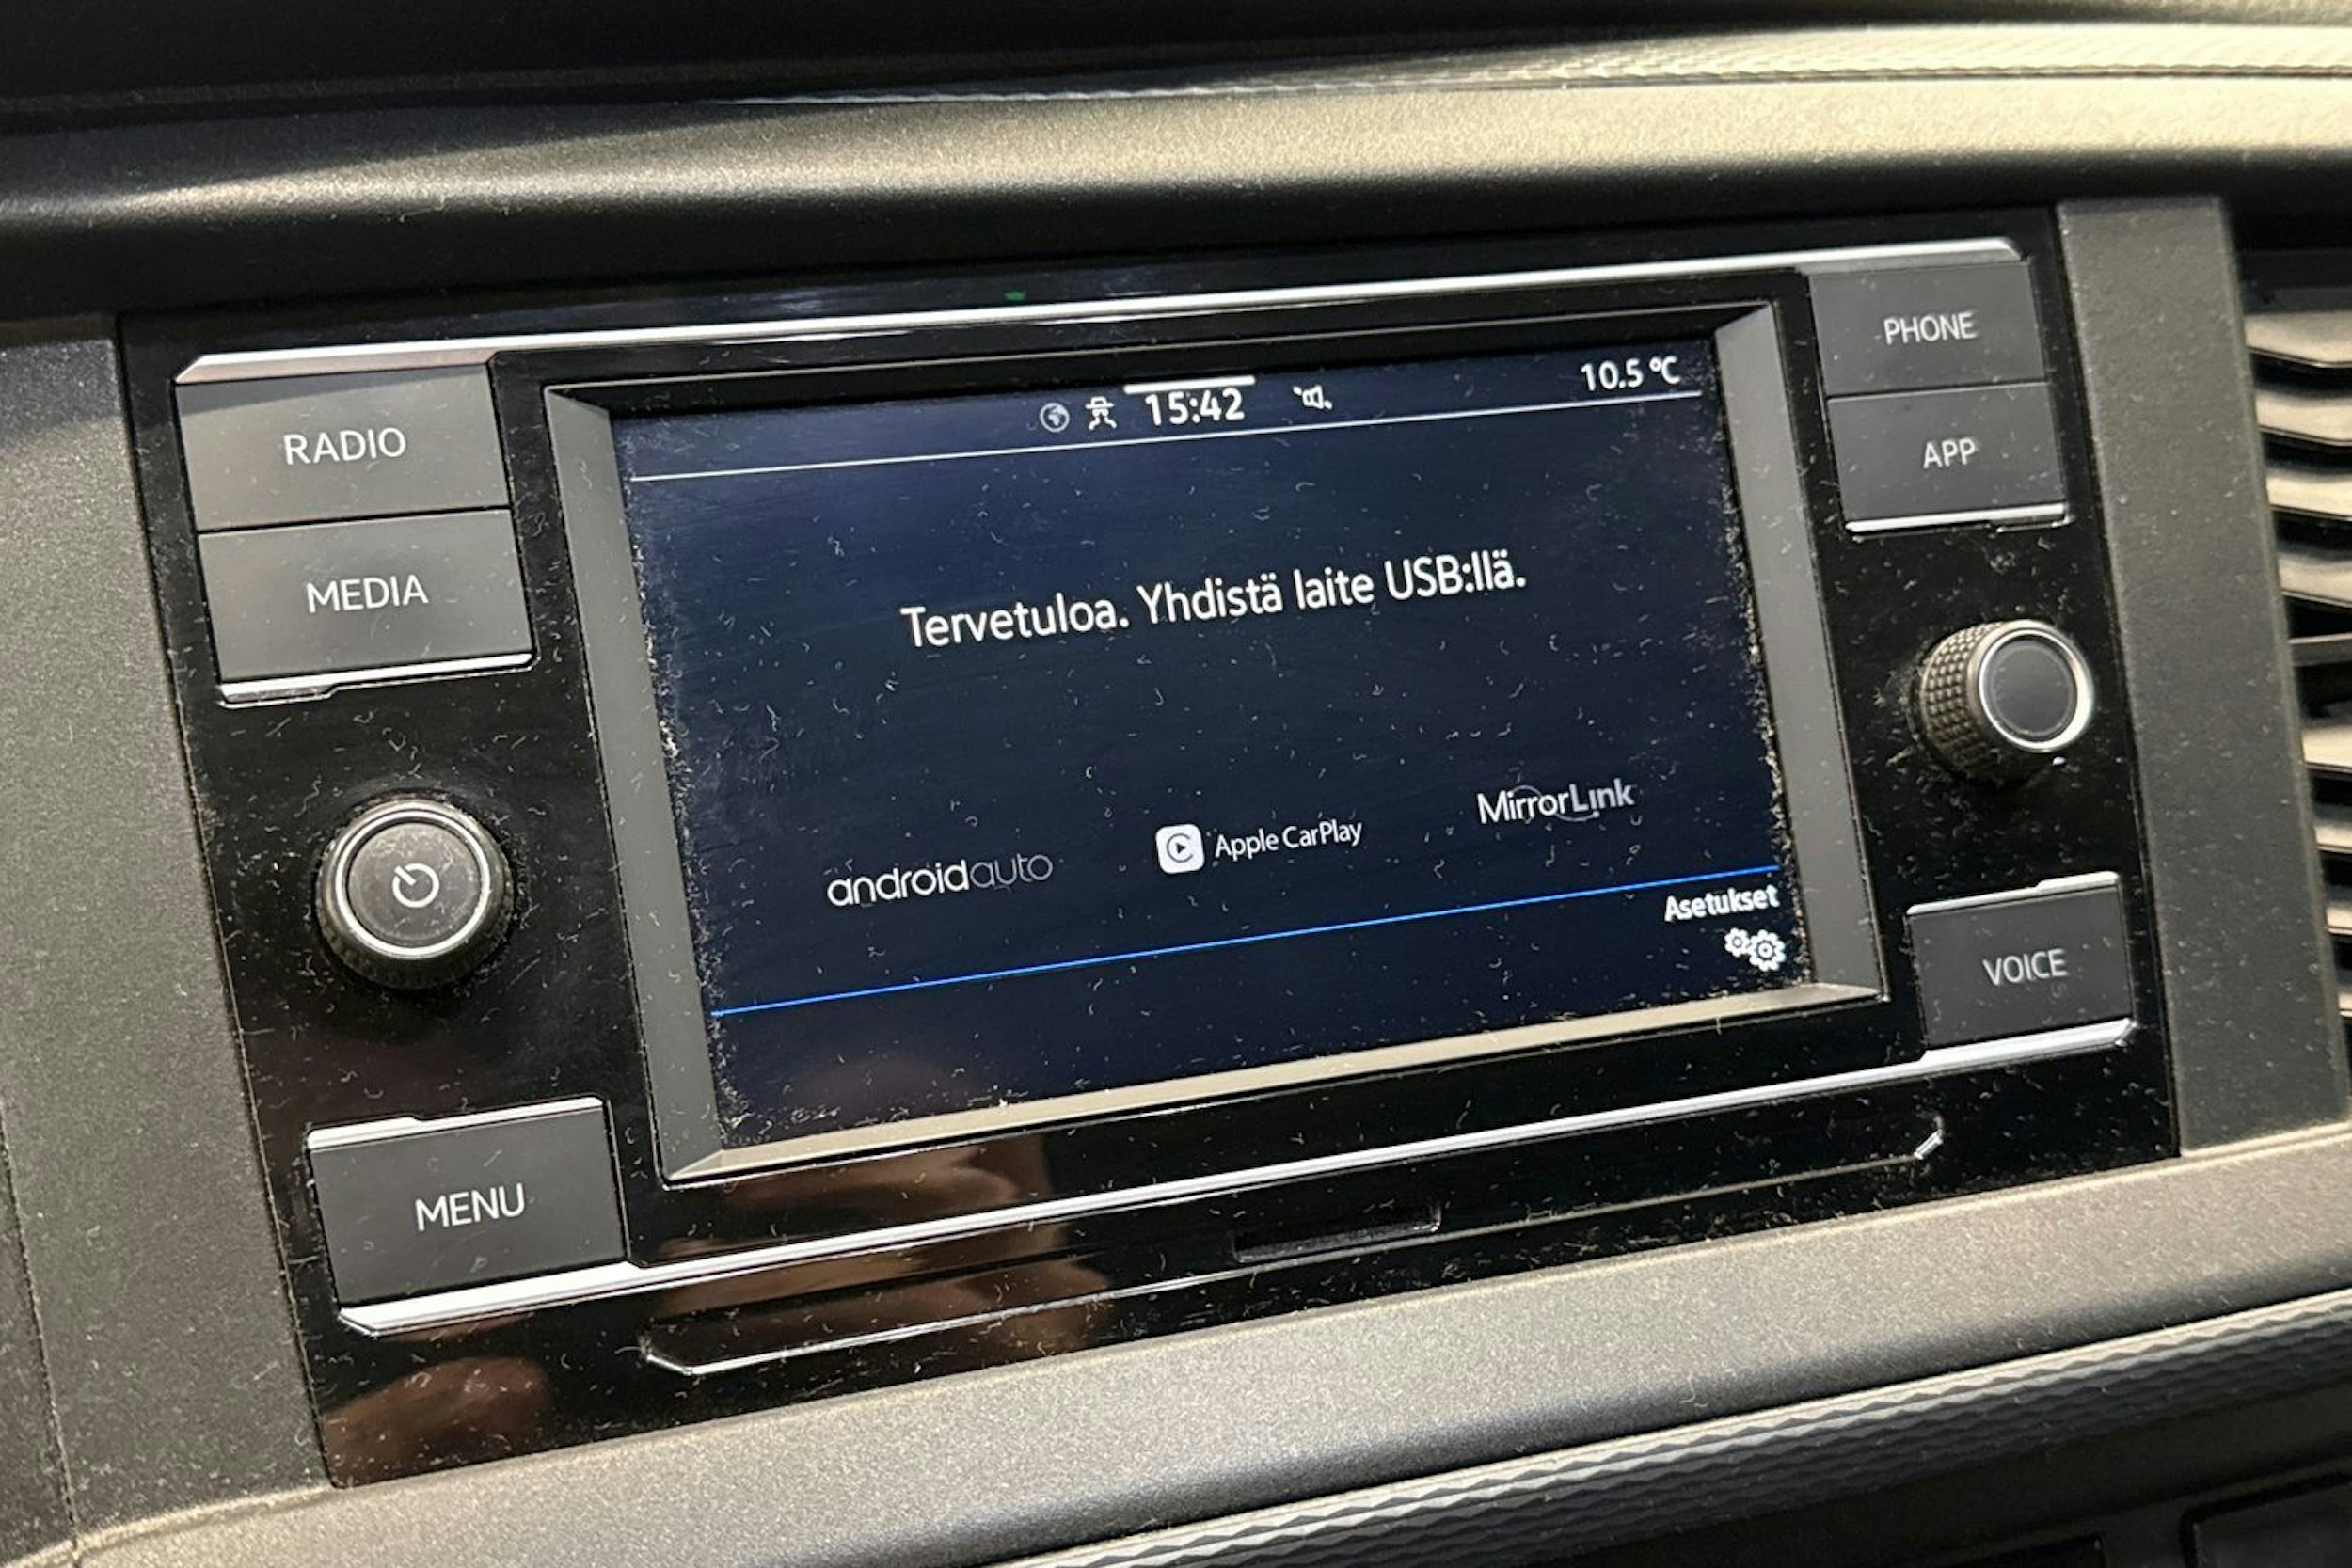 RADIO
MEDIA
MENU
15:42
10.5 °C
Tervetuloa. Yhdistä laite USB:llä.
androidauto
Apple CarPlay
MirrorLink
Asetukset
PHONE
APP
VOICE